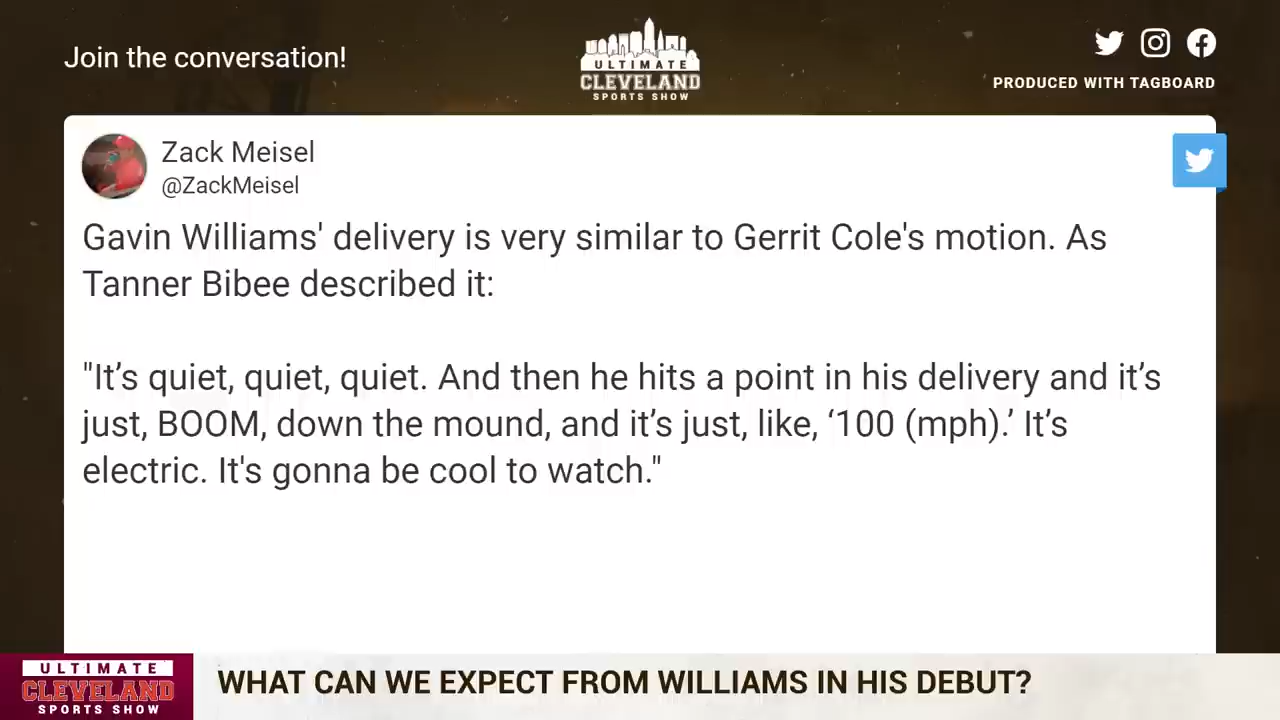 Join the conversation!
ULTIMATE
CLEVELAND
SPORTS SHOW
PRODUCED WITH TAGBOARD
Zack Meisel
@ZackMeisel
Gavin Williams' delivery is very similar to Gerrit Cole's motion. As
Tanner Bibee described it:
"It’s quiet, quiet, quiet. And then he hits a point in his delivery and it’s
just, BOOM, down the mound, and it’s just, like, ‘100 (mph).’ It’s
electric. It's gonna be cool to watch."
ULTIMATE
CLEVELAND
SPORTS SHOW
WHAT CAN WE EXPECT FROM WILLIAMS IN HIS DEBUT?